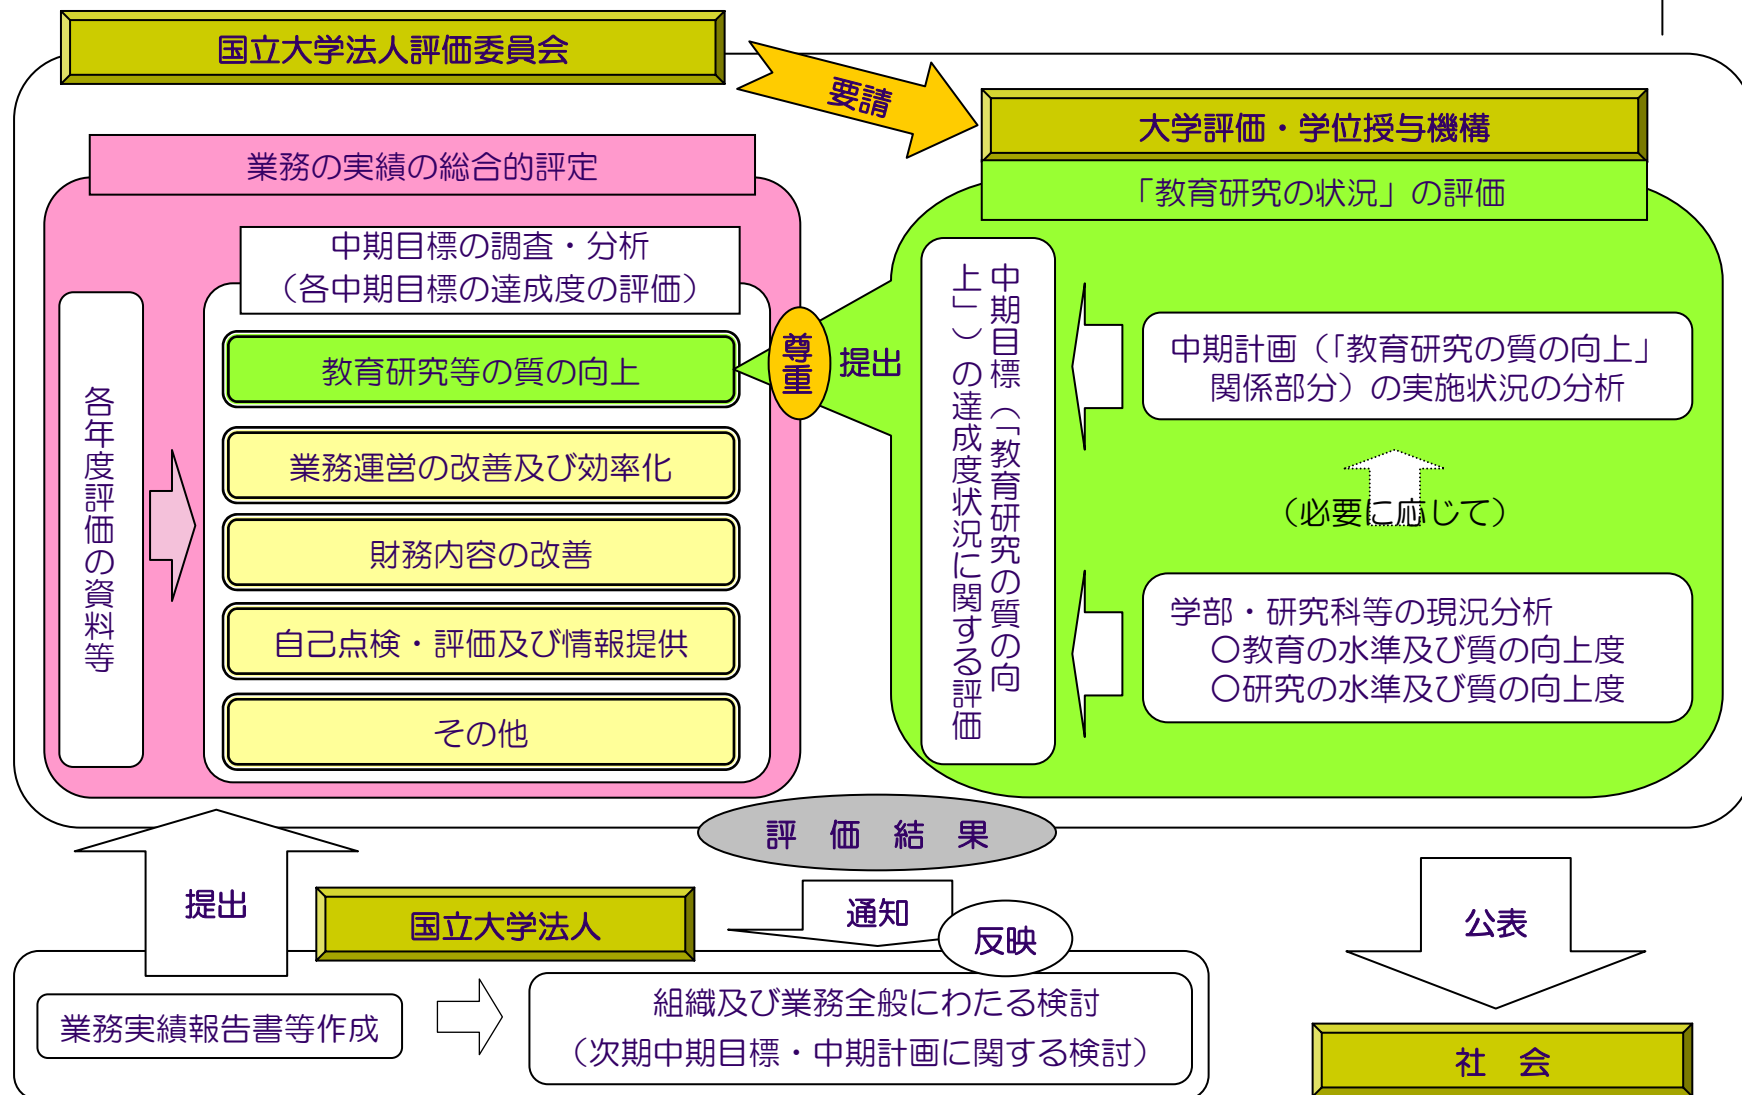 国立大学法人評価委員会
要請
大学評価・学位授与機構
業務の実績の総合的評定
「教育研究の状況」の評価
中期目標の調査・分析
（各中期目標の達成度の評価）
各年度評価の資料等
教育研究等の質の向上
業務運営の改善及び効率化
財務内容の改善
自己点検・評価及び情報提供
その他
尊重
提出
中期目標（「教育研究の質の向
上」）の達成度状況に関する評価
中期計画（「教育研究の質の向上」
関係部分）の実施状況の分析
（必要に応じて）
学部・研究科等の現況分析
○教育の水準及び質の向上度
○研究の水準及び質の向上度
評　価　結　果
提出
国立大学法人
通知
反映
公表
業務実績報告書等作成
組織及び業務全般にわたる検討
（次期中期目標・中期計画に関する検討）
社　会